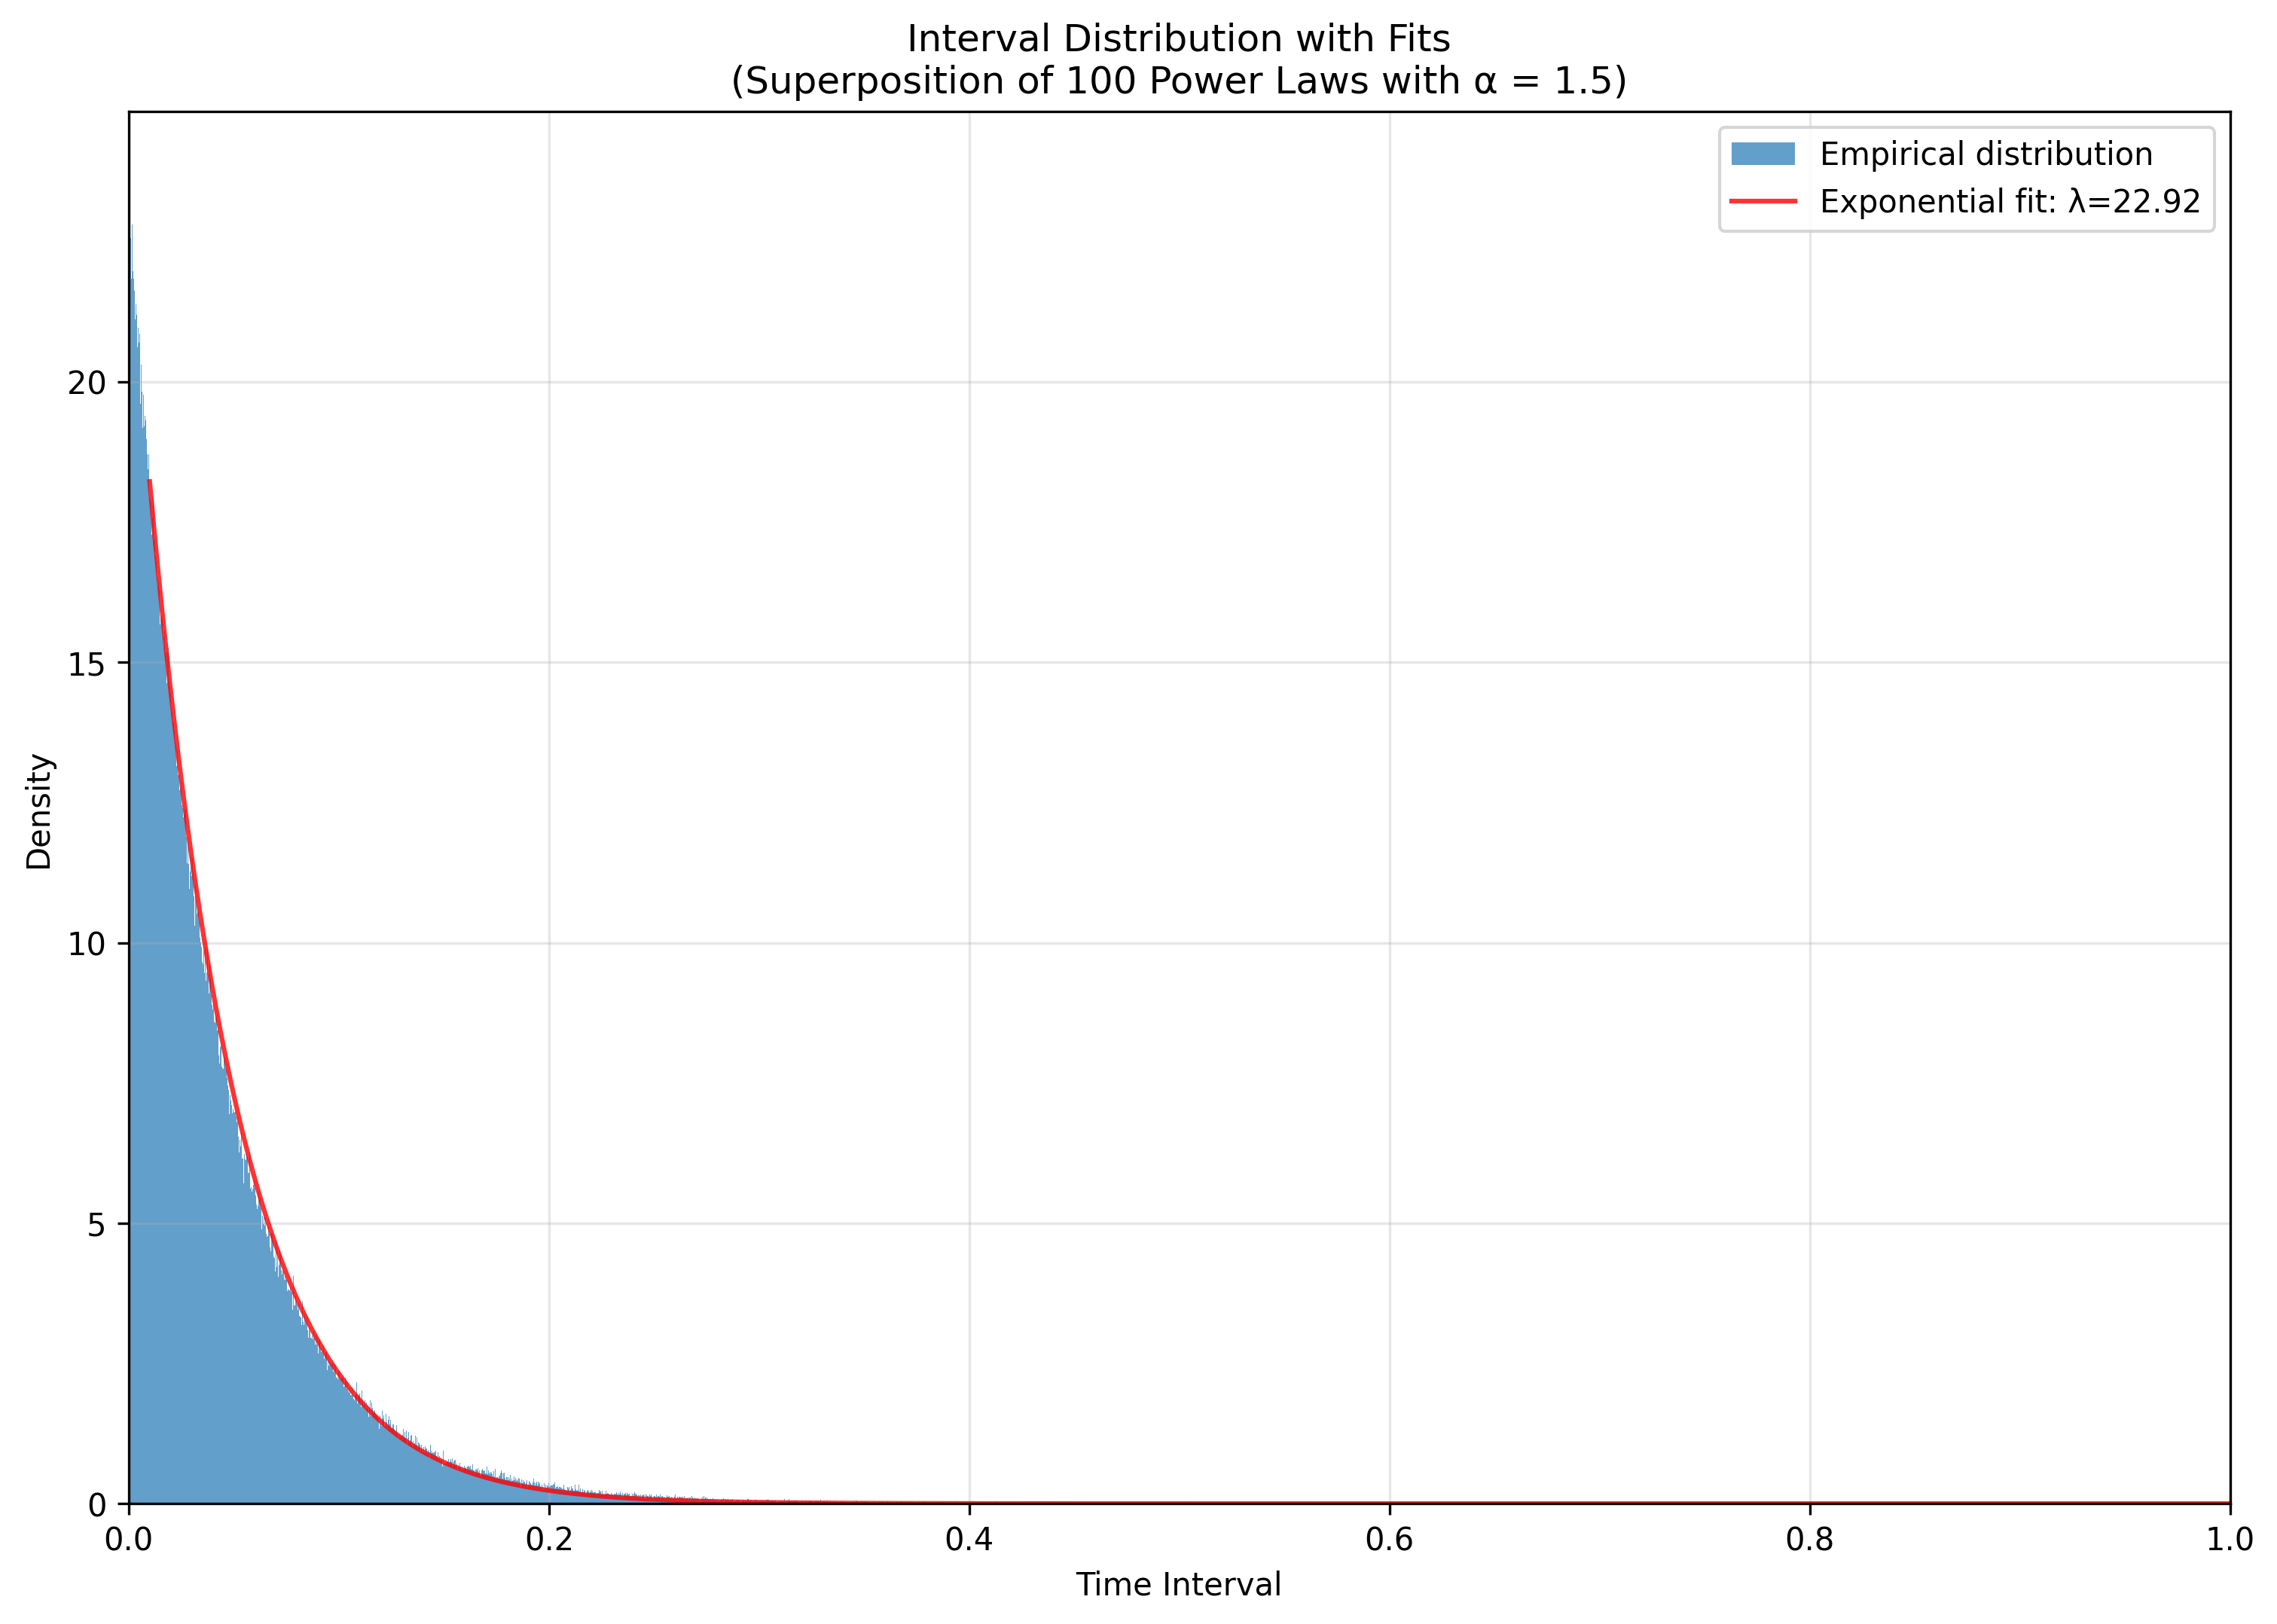 Interval Distribution with Fits
(Superposition of 100 Power Laws with α = 1.5)
Empirical distribution
Exponential fit: λ=22.92
Density
20
15
10
5
0
0.0 0.2 0.4 0.6 0.8 1.0
Time Interval